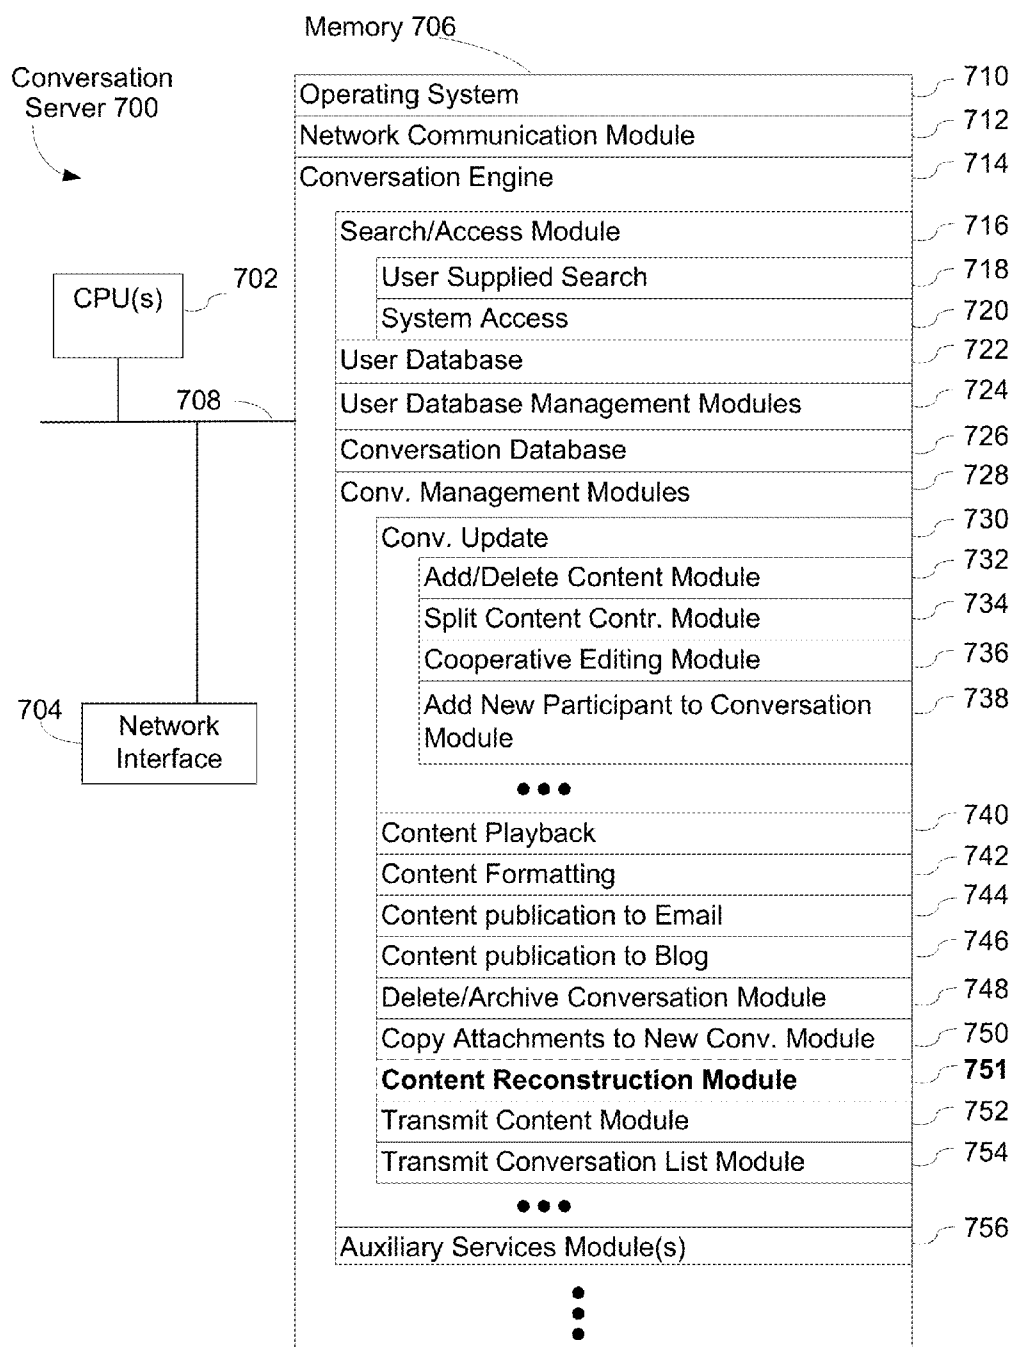 Memory 706
Conversation
Server 700
Operating System
710
Network Communication Module
712
Conversation Engine
714
Search/Access Module
716
User Supplied Search
718
System Access
720
User Database
722
User Database Management Modules
724
Conversation Database
726
Conv. Management Modules
728
Conv. Update
730
Add/Delete Content Module
732
Split Content Contr. Module
734
Cooperative Editing Module
736
Add New Participant to Conversation
Module
738
Content Playback
740
Content Formatting
742
Content publication to Email
744
Content publication to Blog
746
Delete/Archive Conversation Module
748
Copy Attachments to New Conv. Module
750
Content Reconstruction Module
751
Transmit Content Module
752
Transmit Conversation List Module
754
Auxiliary Services Module(s)
756
CPU(s)
702
708
704
Network
Interface